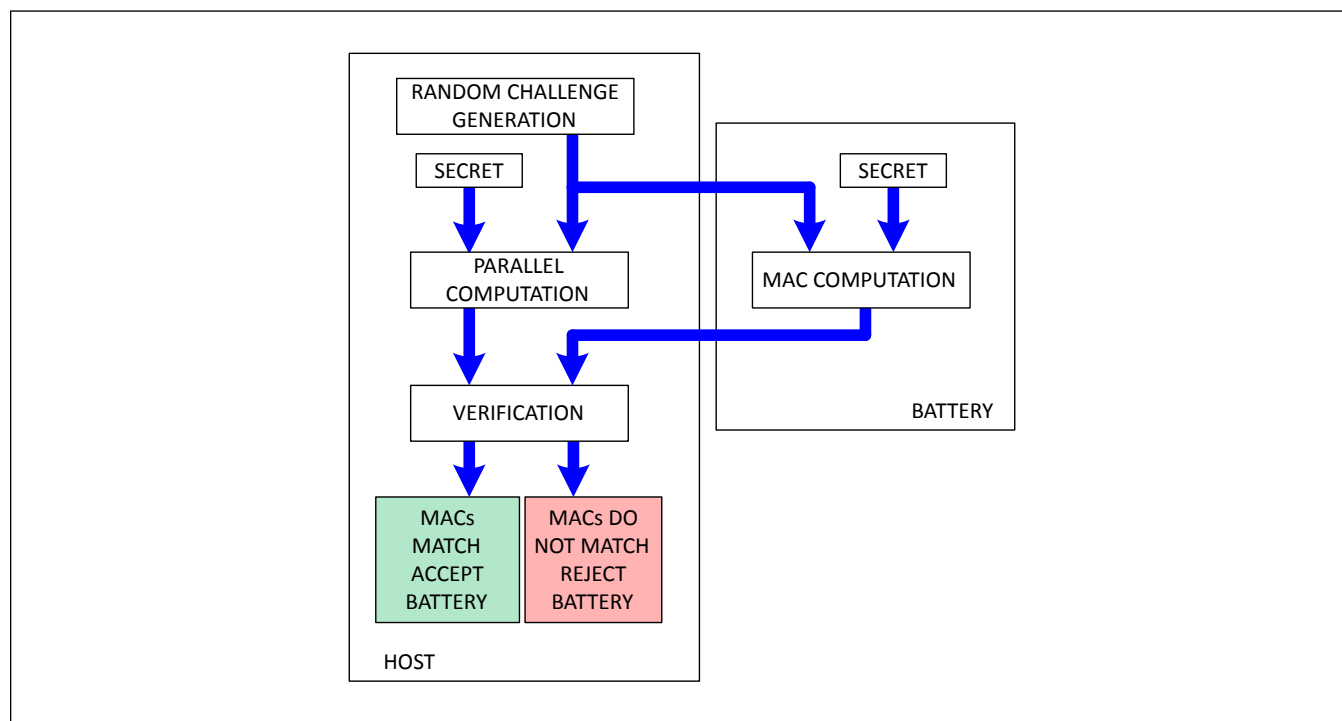 RANDOM CHALLENGE
GENERATION
SECRET
SECRET
PARALLEL
COMPUTATION
MAC COMPUTATION
VERIFICATION
BATTERY
MACs
MATCH
ACCEPT
BATTERY
MACs DO
NOT MATCH
REJECT
BATTERY
HOST